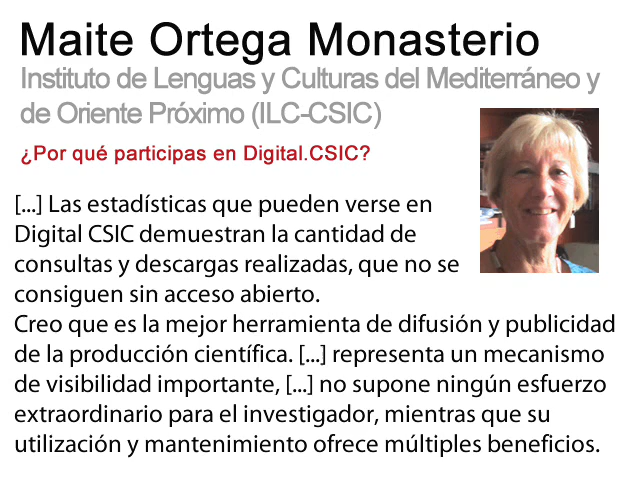 Maite Ortega Monasterio
Instituto de Lenguas y Culturas del Mediterráneo y
de Oriente Próximo (ILC-CSIC)
¿Por qué participas en Digital.CSIC?
[...] Las estadísticas que pueden verse en
Digital CSIC demuestran la cantidad de
consultas y descargas realizadas, que no se
consiguen sin acceso abierto.
Creo que es la mejor herramienta de difusión y publicidad
de la producción científica. [...] representa un mecanismo
de visibilidad importante, [...] no supone ningún esfuerzo
extraordinario para el investigador, mientras que su
utilización y mantenimiento ofrece múltiples beneficios.